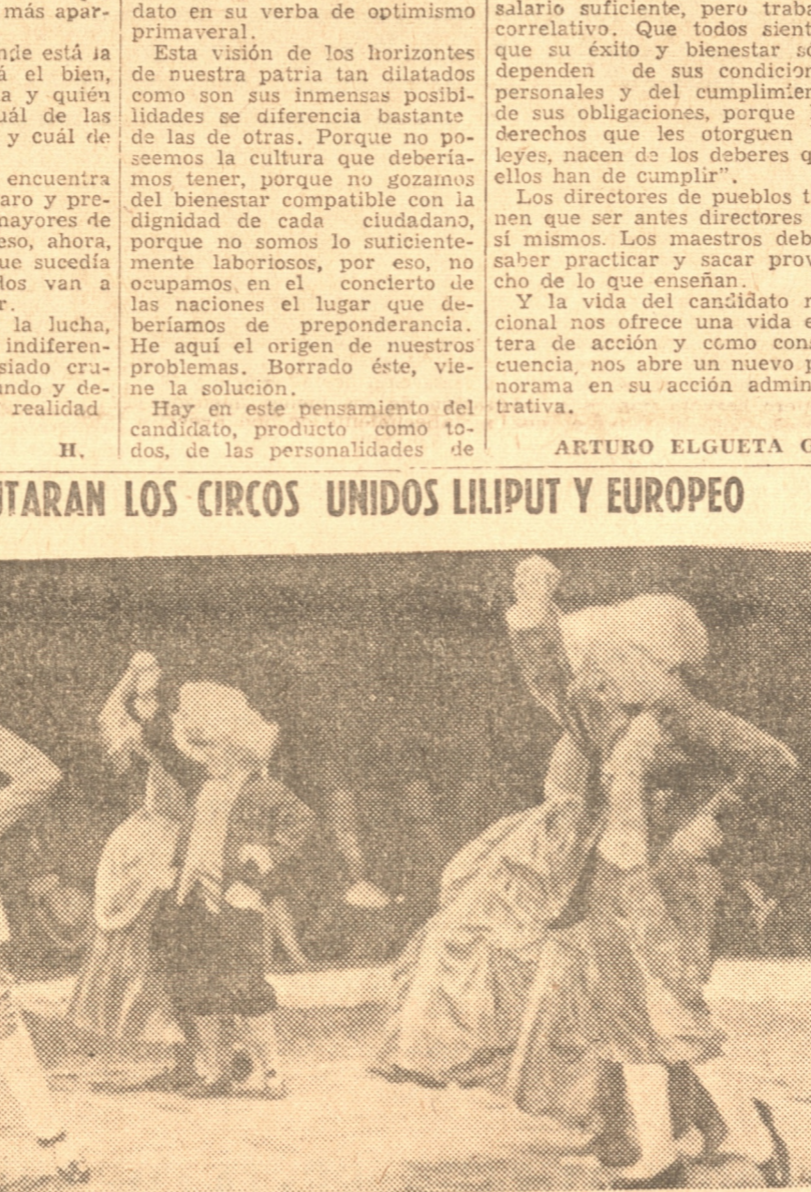 más apar-
nde está la
á el bien,
a y quién
uál de las
y cuál de
encuentra
aro y pre-
mayores de
eso, ahora,
ue sucedía
dos van a
r.
la lucha,
indiferen-
siado cru-
undo y de-
realidad
H.
dato en su verba de optimismo
primaveral.
Esta visión de los horizontes
de nuestra patria tan dilatados
como son sus inmensas posibi-
lidades se diferencia bastante
de las de otras. Porque no po-
seemos la cultura que debería-
mos tener, porque no gozamos
del bienestar compatible con la
dignidad de cada ciudadano,
porque no somos lo suficiente-
mente laboriosos, por eso, no
ocupamos en el concierto de
las naciones el lugar que de-
beríamos de preponderancia.
He aquí el origen de nuestros
problemas. Borrado éste, vie-
ne la solución.
Hay en este pensamiento del
candidato, producto como to-
dos, de las personalidades de
salario suficiente, pero traba
correlativo. Que todos sient
que su éxito y bienestar só
dependen de sus condicion
personales y del cumplimien
de sus obligaciones, porque
derechos que les otorguen
leyes, nacen de los deberes q
ellos han de cumplir".
Los directores de pueblos t
nen que ser antes directores
sí mismos. Los maestros deb
saber practicar y sacar prov
cho de lo que enseñan.
Y la vida del candidato n
cional nos ofrece una vida e
tera de acción y como cons
cuencia, nos abre un nuevo p
norama en su acción admin
trativa.
ARTURO ELGUETA G
UTARAN LOS CIRCOS UNIDOS LILIPUT Y EUROPEO